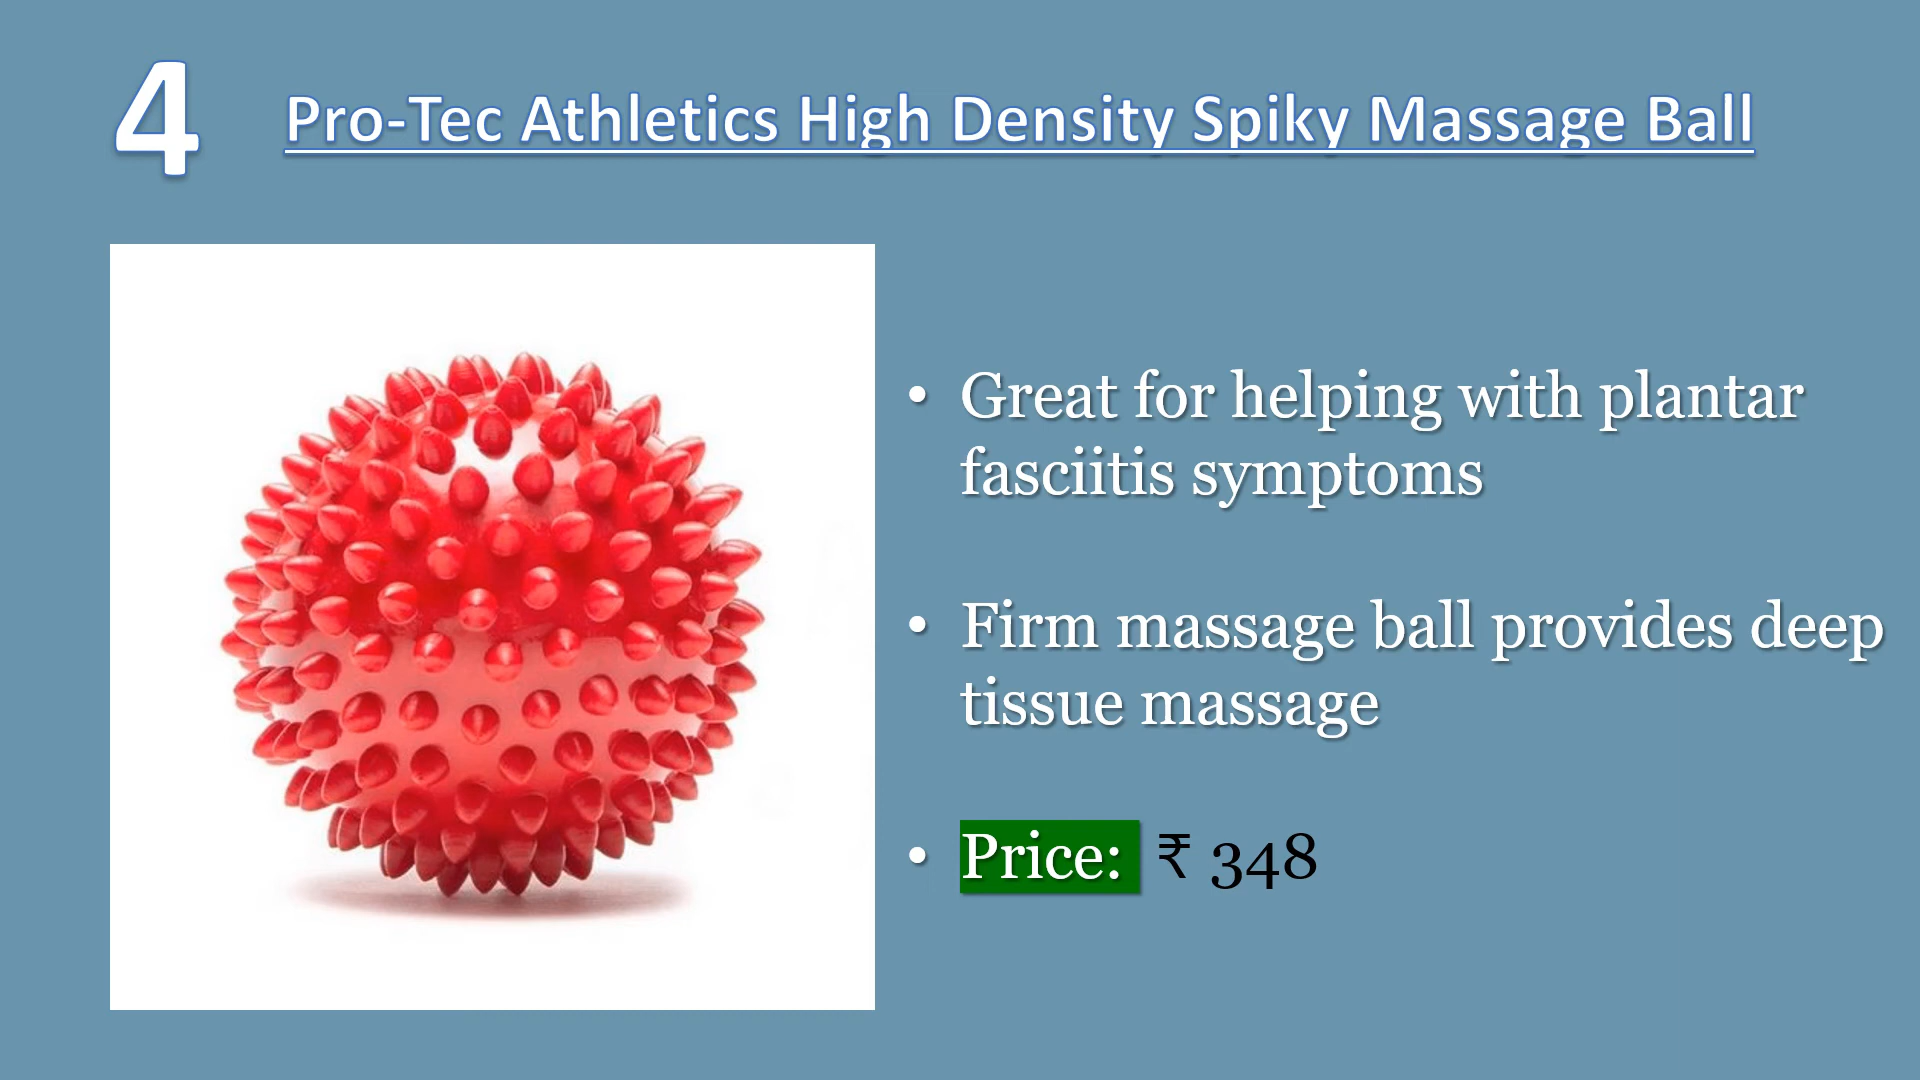 4
Pro-Tec Athletics High Density Spiky Massage Ball
• Great for helping with plantar
fasciitis symptoms
• Firm massage ball provides deep
tissue massage
• Price: ₹ 348